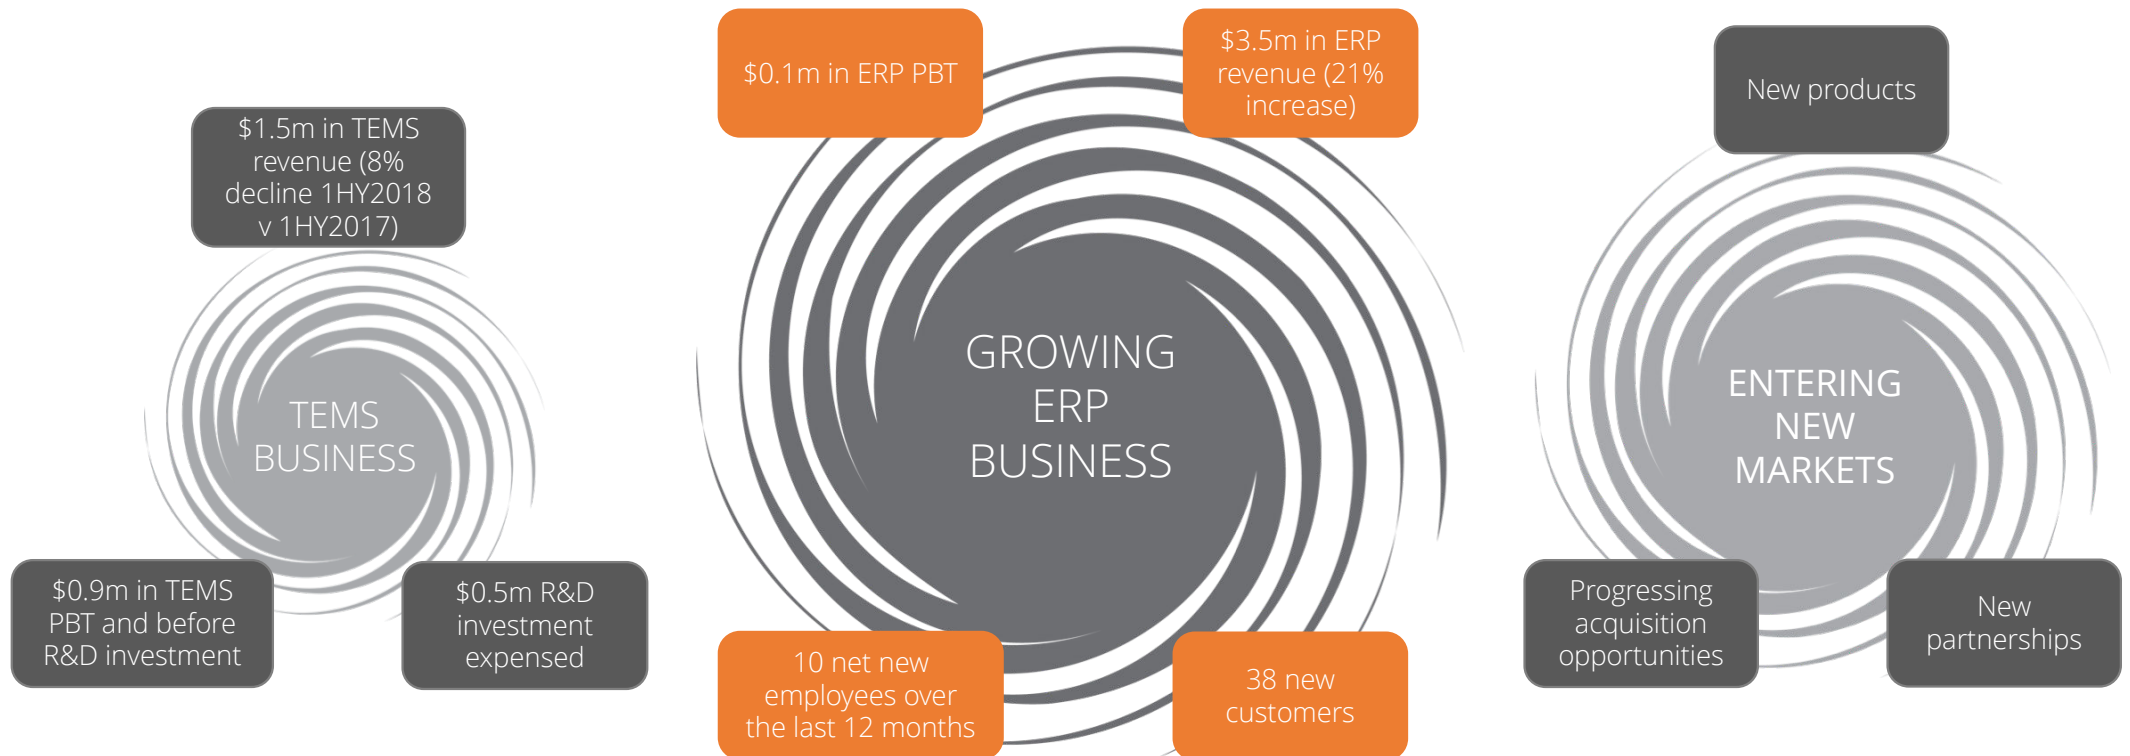 $1.5m in TEMS
revenue (8%
decline 1HY2018
v 1HY2017)
TEMS
BUSINESS
$0.9m in TEMS
PBT and before
R&D investment
$0.5m R&D
investment
expensed
$0.1m in ERP PBT
$3.5m in ERP
revenue (21%
increase)
GROWING
ERP
BUSINESS
10 net new
employees over
the last 12 months
38 new
customers
New products
ENTERING
NEW
MARKETS
Progressing
acquisition
opportunities
New
partnerships